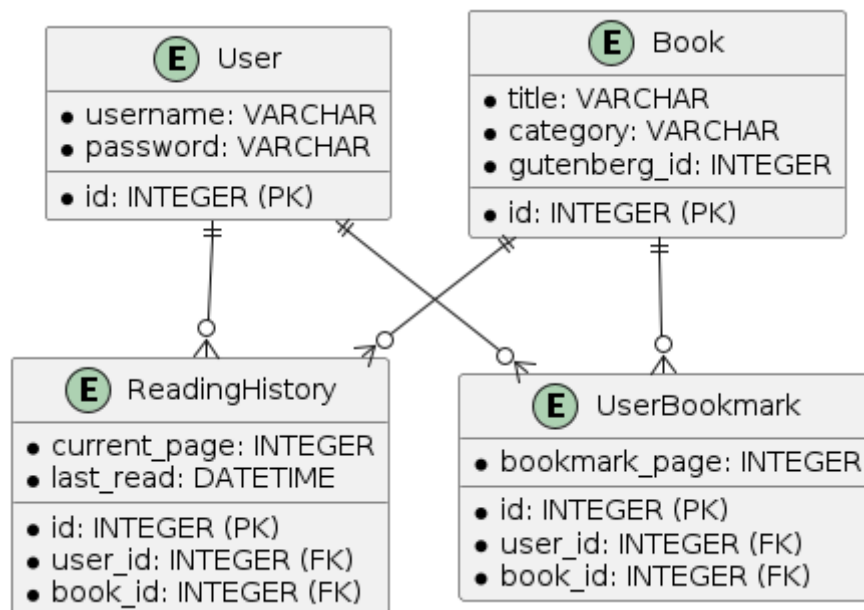 E User
● username: VARCHAR
● password: VARCHAR
● id: INTEGER (PK)
E Book
● title: VARCHAR
● category: VARCHAR
● gutenberg_id: INTEGER
● id: INTEGER (PK)
E ReadingHistory
● current_page: INTEGER
● last_read: DATETIME
● id: INTEGER (PK)
● user_id: INTEGER (FK)
● book_id: INTEGER (FK)
E UserBookmark
● bookmark_page: INTEGER
● id: INTEGER (PK)
● user_id: INTEGER (FK)
● book_id: INTEGER (FK)